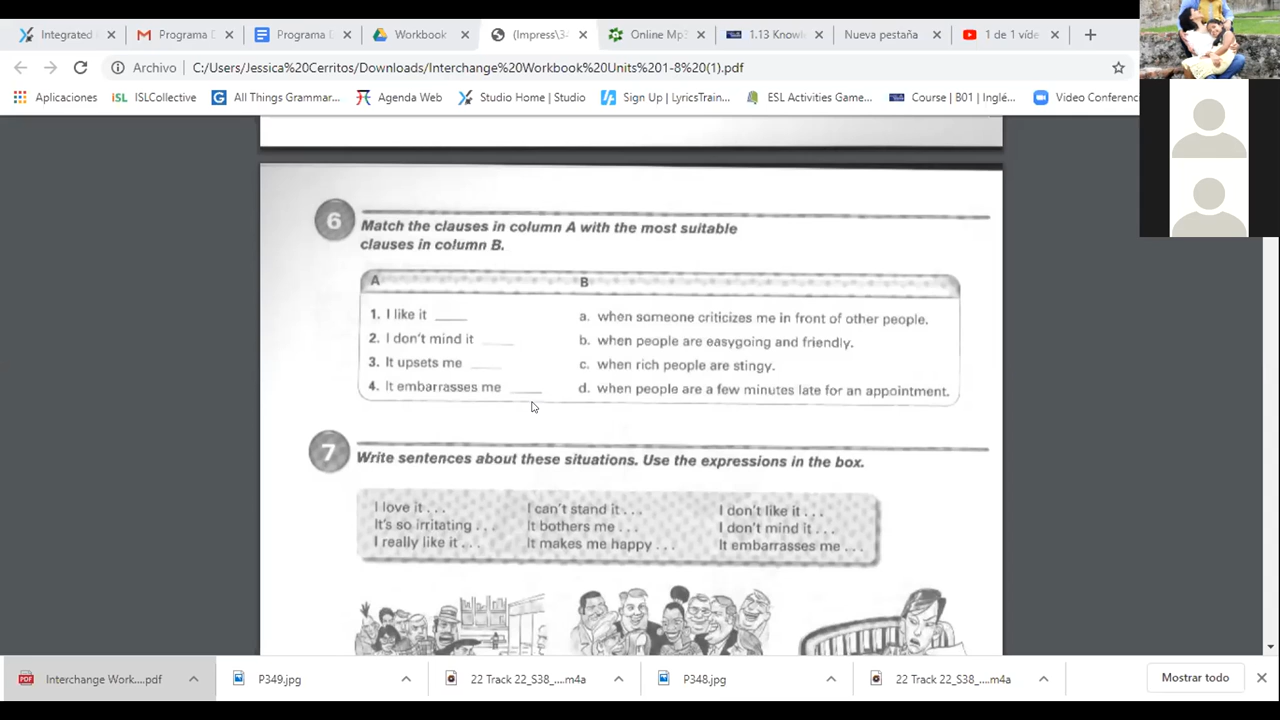 Integrated
Programa D
Programa D
Workbook
(Impress\34
Online Mp3
1.13 Knowl
Nueva pestaña
1 de 1 víde
Archivo C:/Users/Jessica%20Cerritos/Downloads/Interchange%20Workbook%20Units%201-8%20(1).pdf
Aplicaciones iSL ISLCollective All Things Grammar... Agenda Web Studio Home | Studio Sign Up | LyricsTrain... ESL Activities Game... Course | B01 | Inglé... Video Conferenc
6
Match the clauses in column A with the most suitable
clauses in column B.
A B
1. I like it ____ a. when someone criticizes me in front of other people.
2. I don't mind it ____ b. when people are easygoing and friendly.
3. It upsets me ____ c. when rich people are stingy.
4. It embarrasses me ____ d. when people are a few minutes late for an appointment.
7
Write sentences about these situations. Use the expressions in the box.
I love it . . . I can't stand it . . . I don't like it . . .
It's so irritating . . . It bothers me . . . I don't mind it . . .
I really like it . . . It makes me happy . . . It embarrasses me . . .
PDF Interchange Work....pdf P349.jpg 22 Track 22_S38_....m4a P348.jpg 22 Track 22_S38_....m4a Mostrar todo